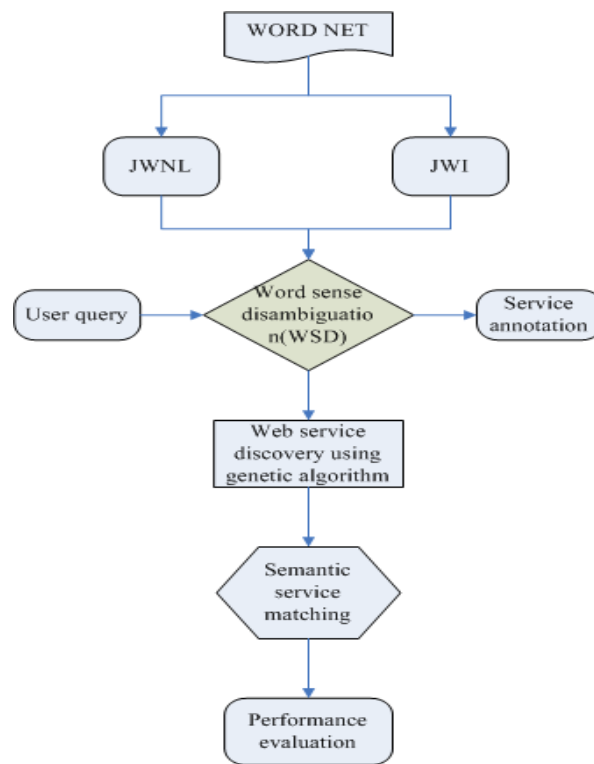 WORD NET
JWNL
JWI
User query
Word sense
disambiguatio
n(WSD)
Service
annotation
Web service
discovery using
genetic algorithm
Semantic
service
matching
Performance
evaluation